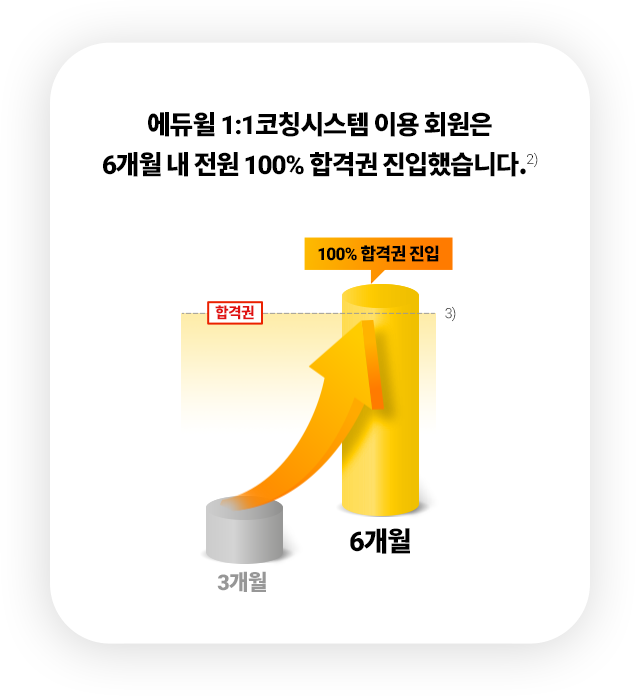 에듀윌 1:1코칭시스템 이용 회원은
6개월 내 전원 100% 합격권 진입했습니다.2)
100% 합격권 진입
합격권
3)
6개월
3개월